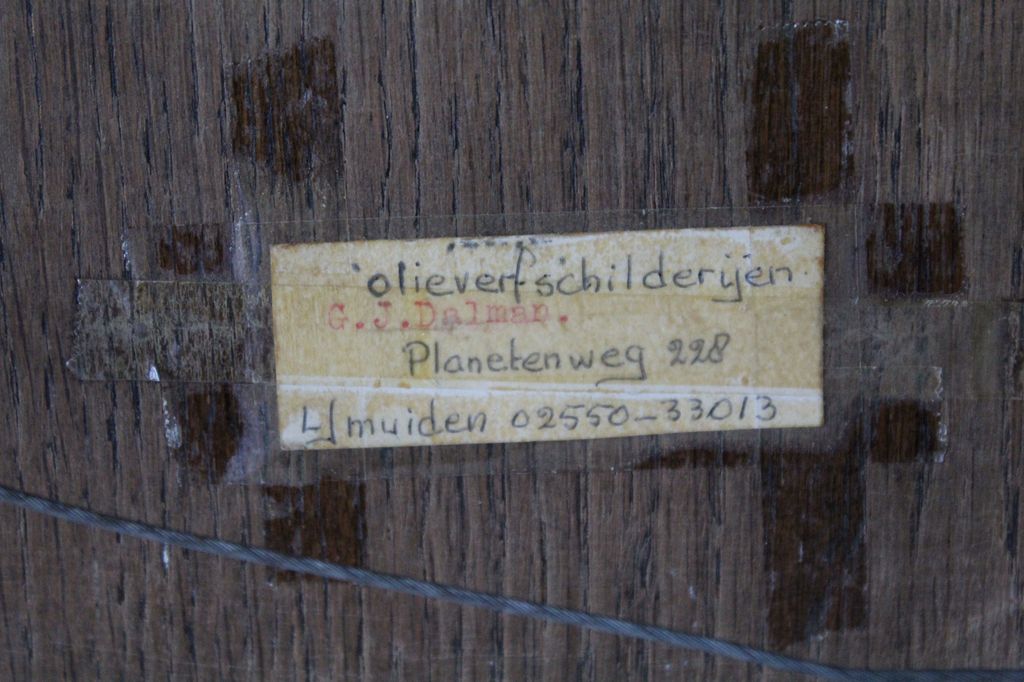 olieverfschilderijen
G.J.Dalman.
Planetenweg 228
IJmuiden 02550-33013